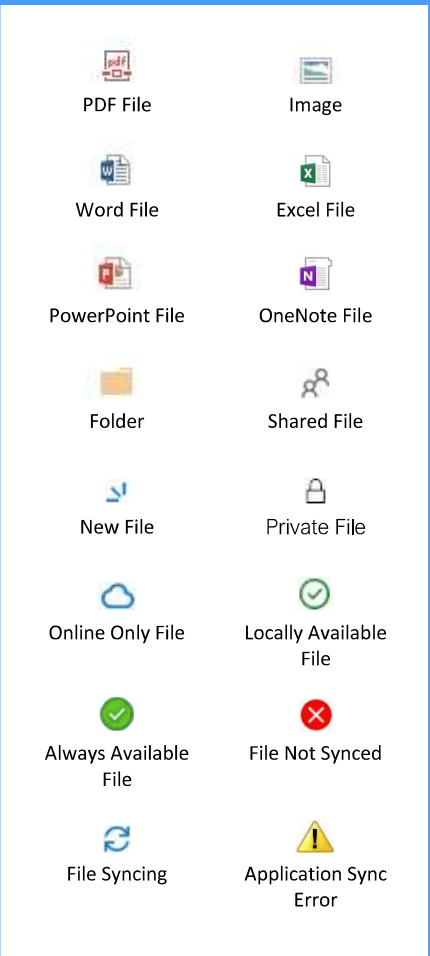 pdf
PDF File
Image
W
Word File
X
Excel File
P
PowerPoint File
N
OneNote File
Folder
Shared File
New File
Private File
Online Only File
Locally Available
File
Always Available
File
File Not Synced
File Syncing
Application Sync
Error